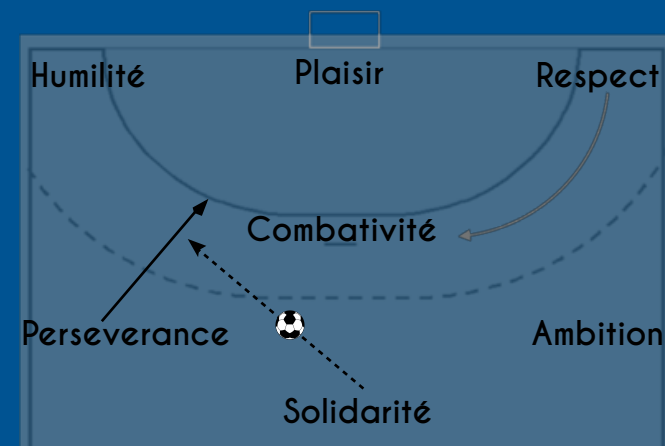 Humilité
Plaisir
Respect
Combativité
Perseverance
Ambition
Solidarité